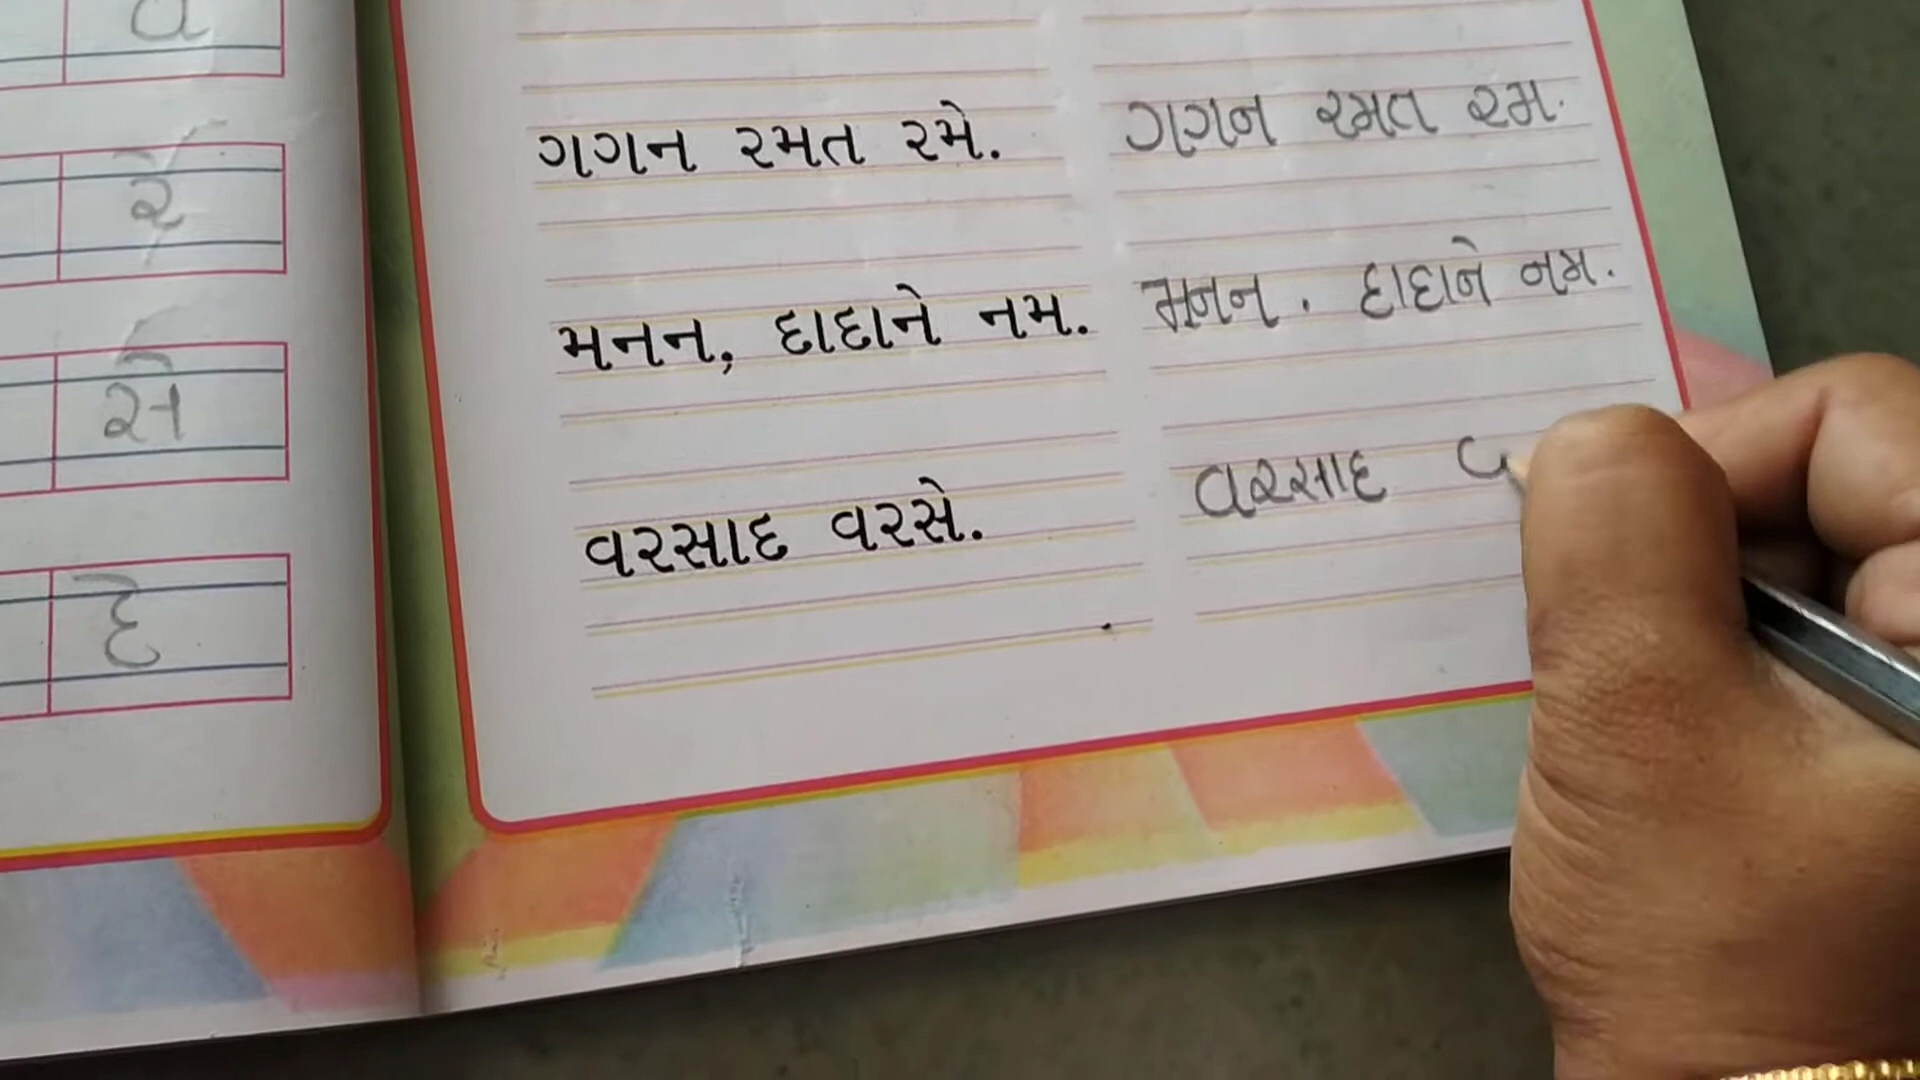 વ
રે
સે
હે
ગગન રમત રમે. ગગન રમત રમ.
મનન, દાદાને નમ. મનન. દાદાને નમ.
વરસાદ વરસે. વરસાદ વ